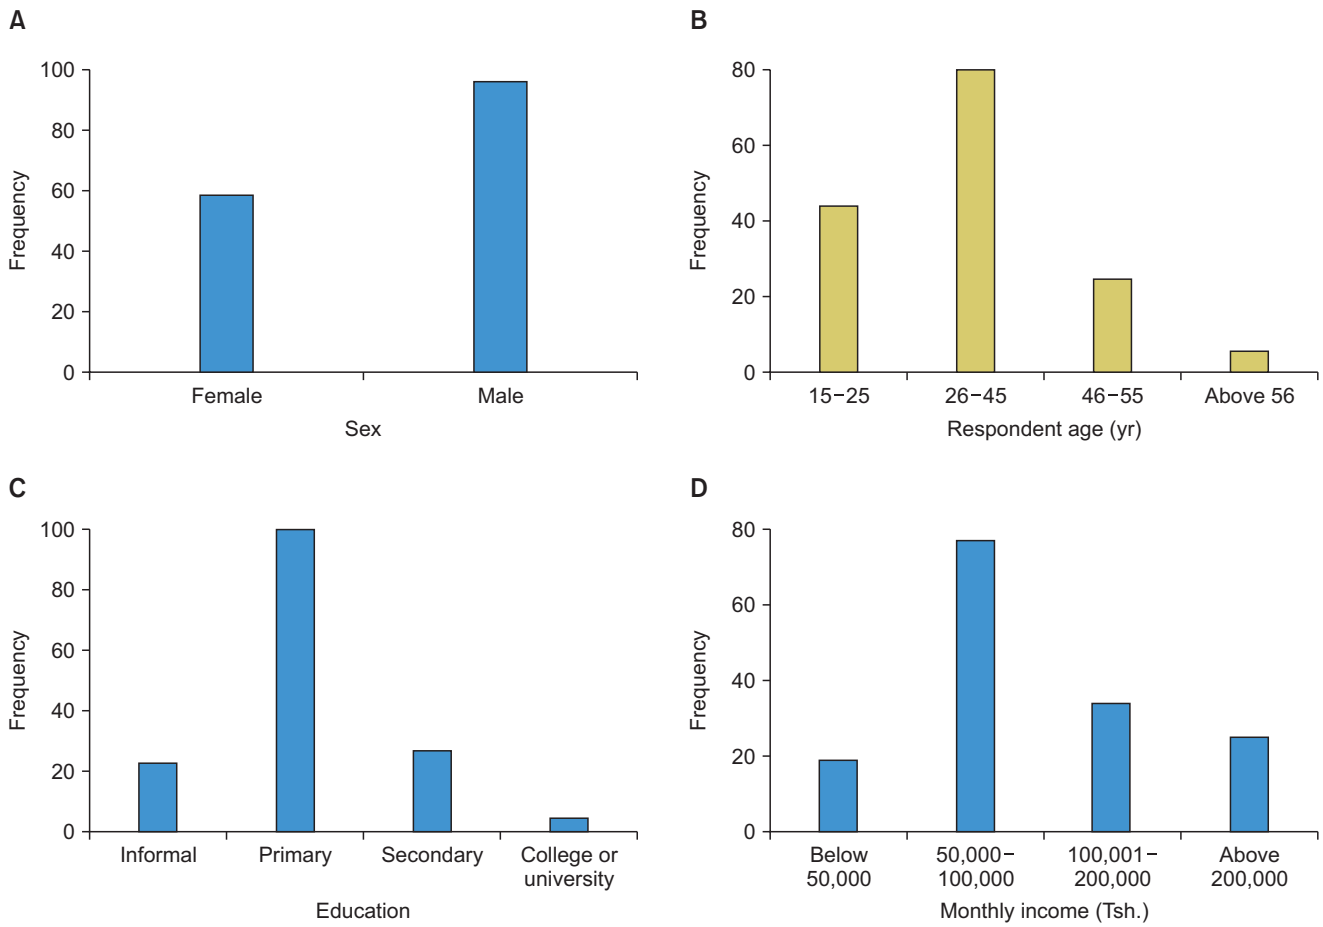 A
Frequency
100
80
60
40
20
0
Female
Male
Sex
B
Frequency
80
60
40
20
0
15–25
26–45
46–55
Above 56
Respondent age (yr)
C
Frequency
100
80
60
40
20
0
Informal
Primary
Secondary
College or
university
Education
D
Frequency
80
60
40
20
0
Below
50,000
50,000–
100,000
100,001–
200,000
Above
200,000
Monthly income (Tsh.)